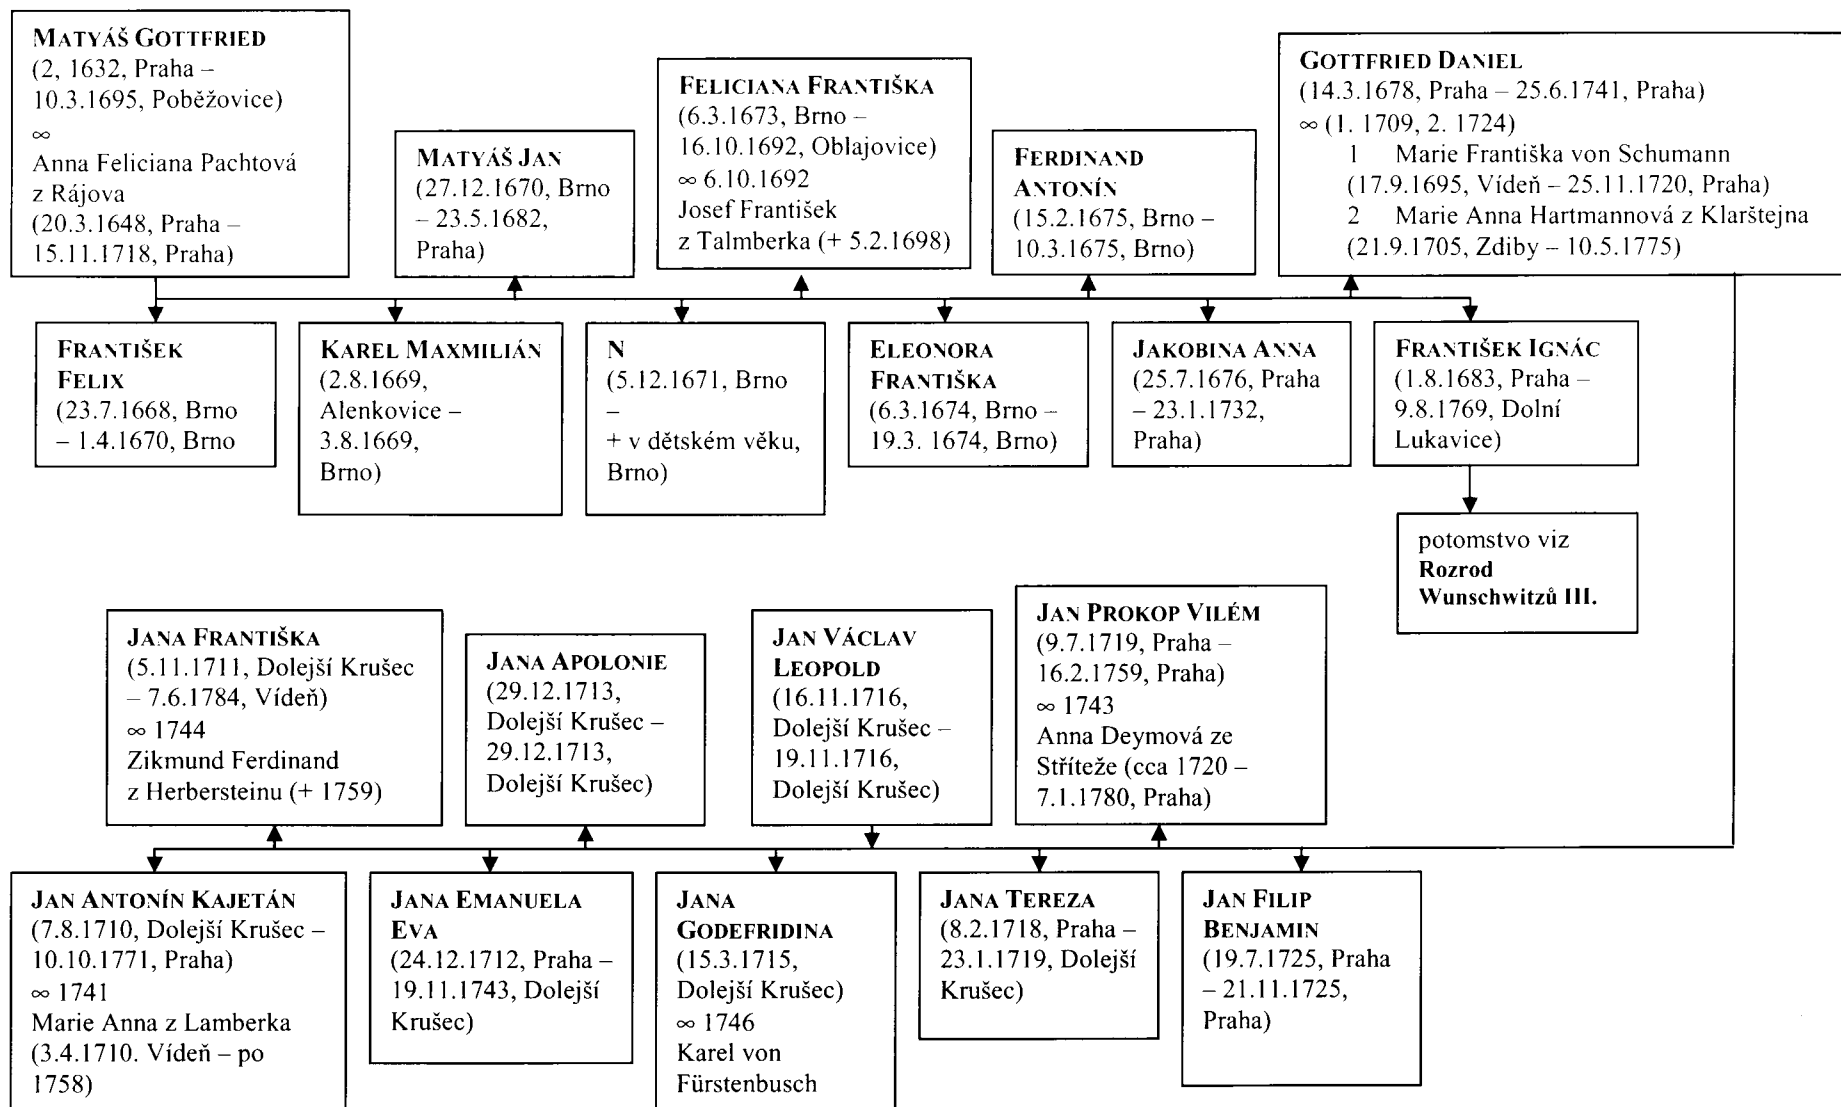 MATYÁŠ GOTTFRIED
(2, 1632, Praha –
10.3.1695, Poběžovice)
∞
Anna Feliciana Pachtová
z Rájova
(20.3.1648, Praha –
15.11.1718, Praha)
MATYÁŠ JAN
(27.12.1670, Brno
– 23.5.1682,
Praha)
FELICIANA FRANTIŠKA
(6.3.1673, Brno –
16.10.1692, Oblajovice)
∞ 6.10.1692
Josef František
z Talmberka (+ 5.2.1698)
FERDINAND
ANTONÍN
(15.2.1675, Brno –
10.3.1675, Brno)
GOTTFRIED DANIEL
(14.3.1678, Praha – 25.6.1741, Praha)
∞ (1. 1709, 2. 1724)
1 Marie Františka von Schumann
(17.9.1695, Vídeň – 25.11.1720, Praha)
2 Marie Anna Hartmannová z Klarštejna
(21.9.1705, Zdiby – 10.5.1775)
FRANTIŠEK
FELIX
(23.7.1668, Brno
– 1.4.1670, Brno
KAREL MAXMILIÁN
(2.8.1669,
Alenkovice –
3.8.1669,
Brno)
N
(5.12.1671, Brno
–
+ v dětském věku,
Brno)
ELEONORA
FRANTIŠKA
(6.3.1674, Brno –
19.3. 1674, Brno)
JAKOBINA ANNA
(25.7.1676, Praha
– 23.1.1732,
Praha)
FRANTIŠEK IGNÁC
(1.8.1683, Praha –
9.8.1769, Dolní
Lukavice)
potomstvo viz
Rozrod
Wunschwitzů III.
JANA FRANTIŠKA
(5.11.1711, Dolejší Krušec
– 7.6.1784, Vídeň)
∞ 1744
Zikmund Ferdinand
z Herbersteinu (+ 1759)
JANA APOLONIE
(29.12.1713,
Dolejší Krušec –
29.12.1713,
Dolejší Krušec)
JAN VÁCLAV
LEOPOLD
(16.11.1716,
Dolejší Krušec –
19.11.1716,
Dolejší Krušec)
JAN PROKOP VILÉM
(9.7.1719, Praha –
16.2.1759, Praha)
∞ 1743
Anna Deymová ze
Stříteže (cca 1720 –
7.1.1780, Praha)
JAN ANTONÍN KAJETÁN
(7.8.1710, Dolejší Krušec –
10.10.1771, Praha)
∞ 1741
Marie Anna z Lamberka
(3.4.1710. Vídeň – po
1758)
JANA EMANUELA
EVA
(24.12.1712, Praha –
19.11.1743, Dolejší
Krušec)
JANA
GODEFRIDINA
(15.3.1715,
Dolejší Krušec)
∞ 1746
Karel von
Fürstenbusch
JANA TEREZA
(8.2.1718, Praha –
23.1.1719, Dolejší
Krušec)
JAN FILIP
BENJAMIN
(19.7.1725, Praha
– 21.11.1725,
Praha)